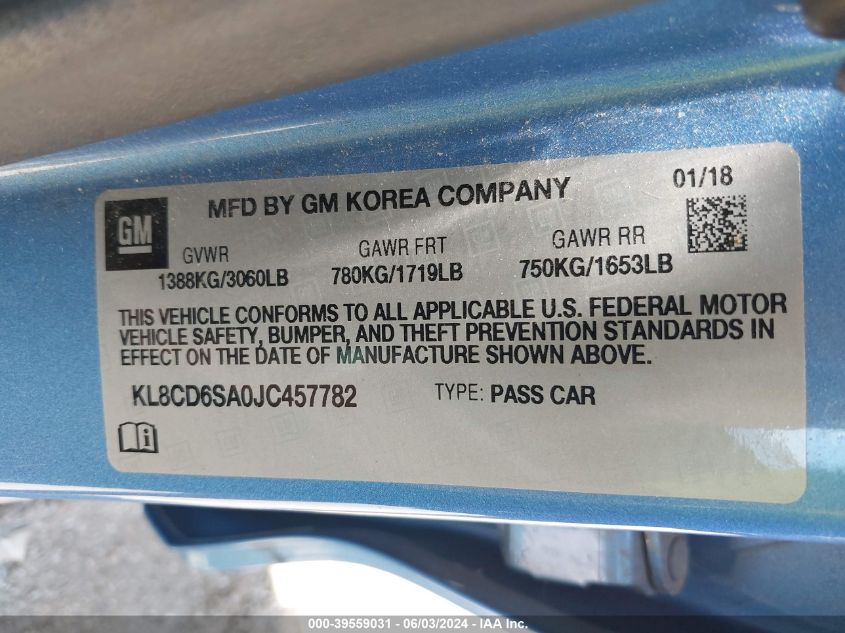 GM
MFD BY GM KOREA COMPANY 01/18
GVWR GAWR FRT GAWR RR
1388KG/3060LB 780KG/1719LB 750KG/1653LB
THIS VEHICLE CONFORMS TO ALL APPLICABLE U.S. FEDERAL MOTOR
VEHICLE SAFETY, BUMPER, AND THEFT PREVENTION STANDARDS IN
EFFECT ON THE DATE OF MANUFACTURE SHOWN ABOVE.
KL8CD6SA0JC457782 TYPE: PASS CAR
000-39559031 - 06/03/2024 - IAA Inc.